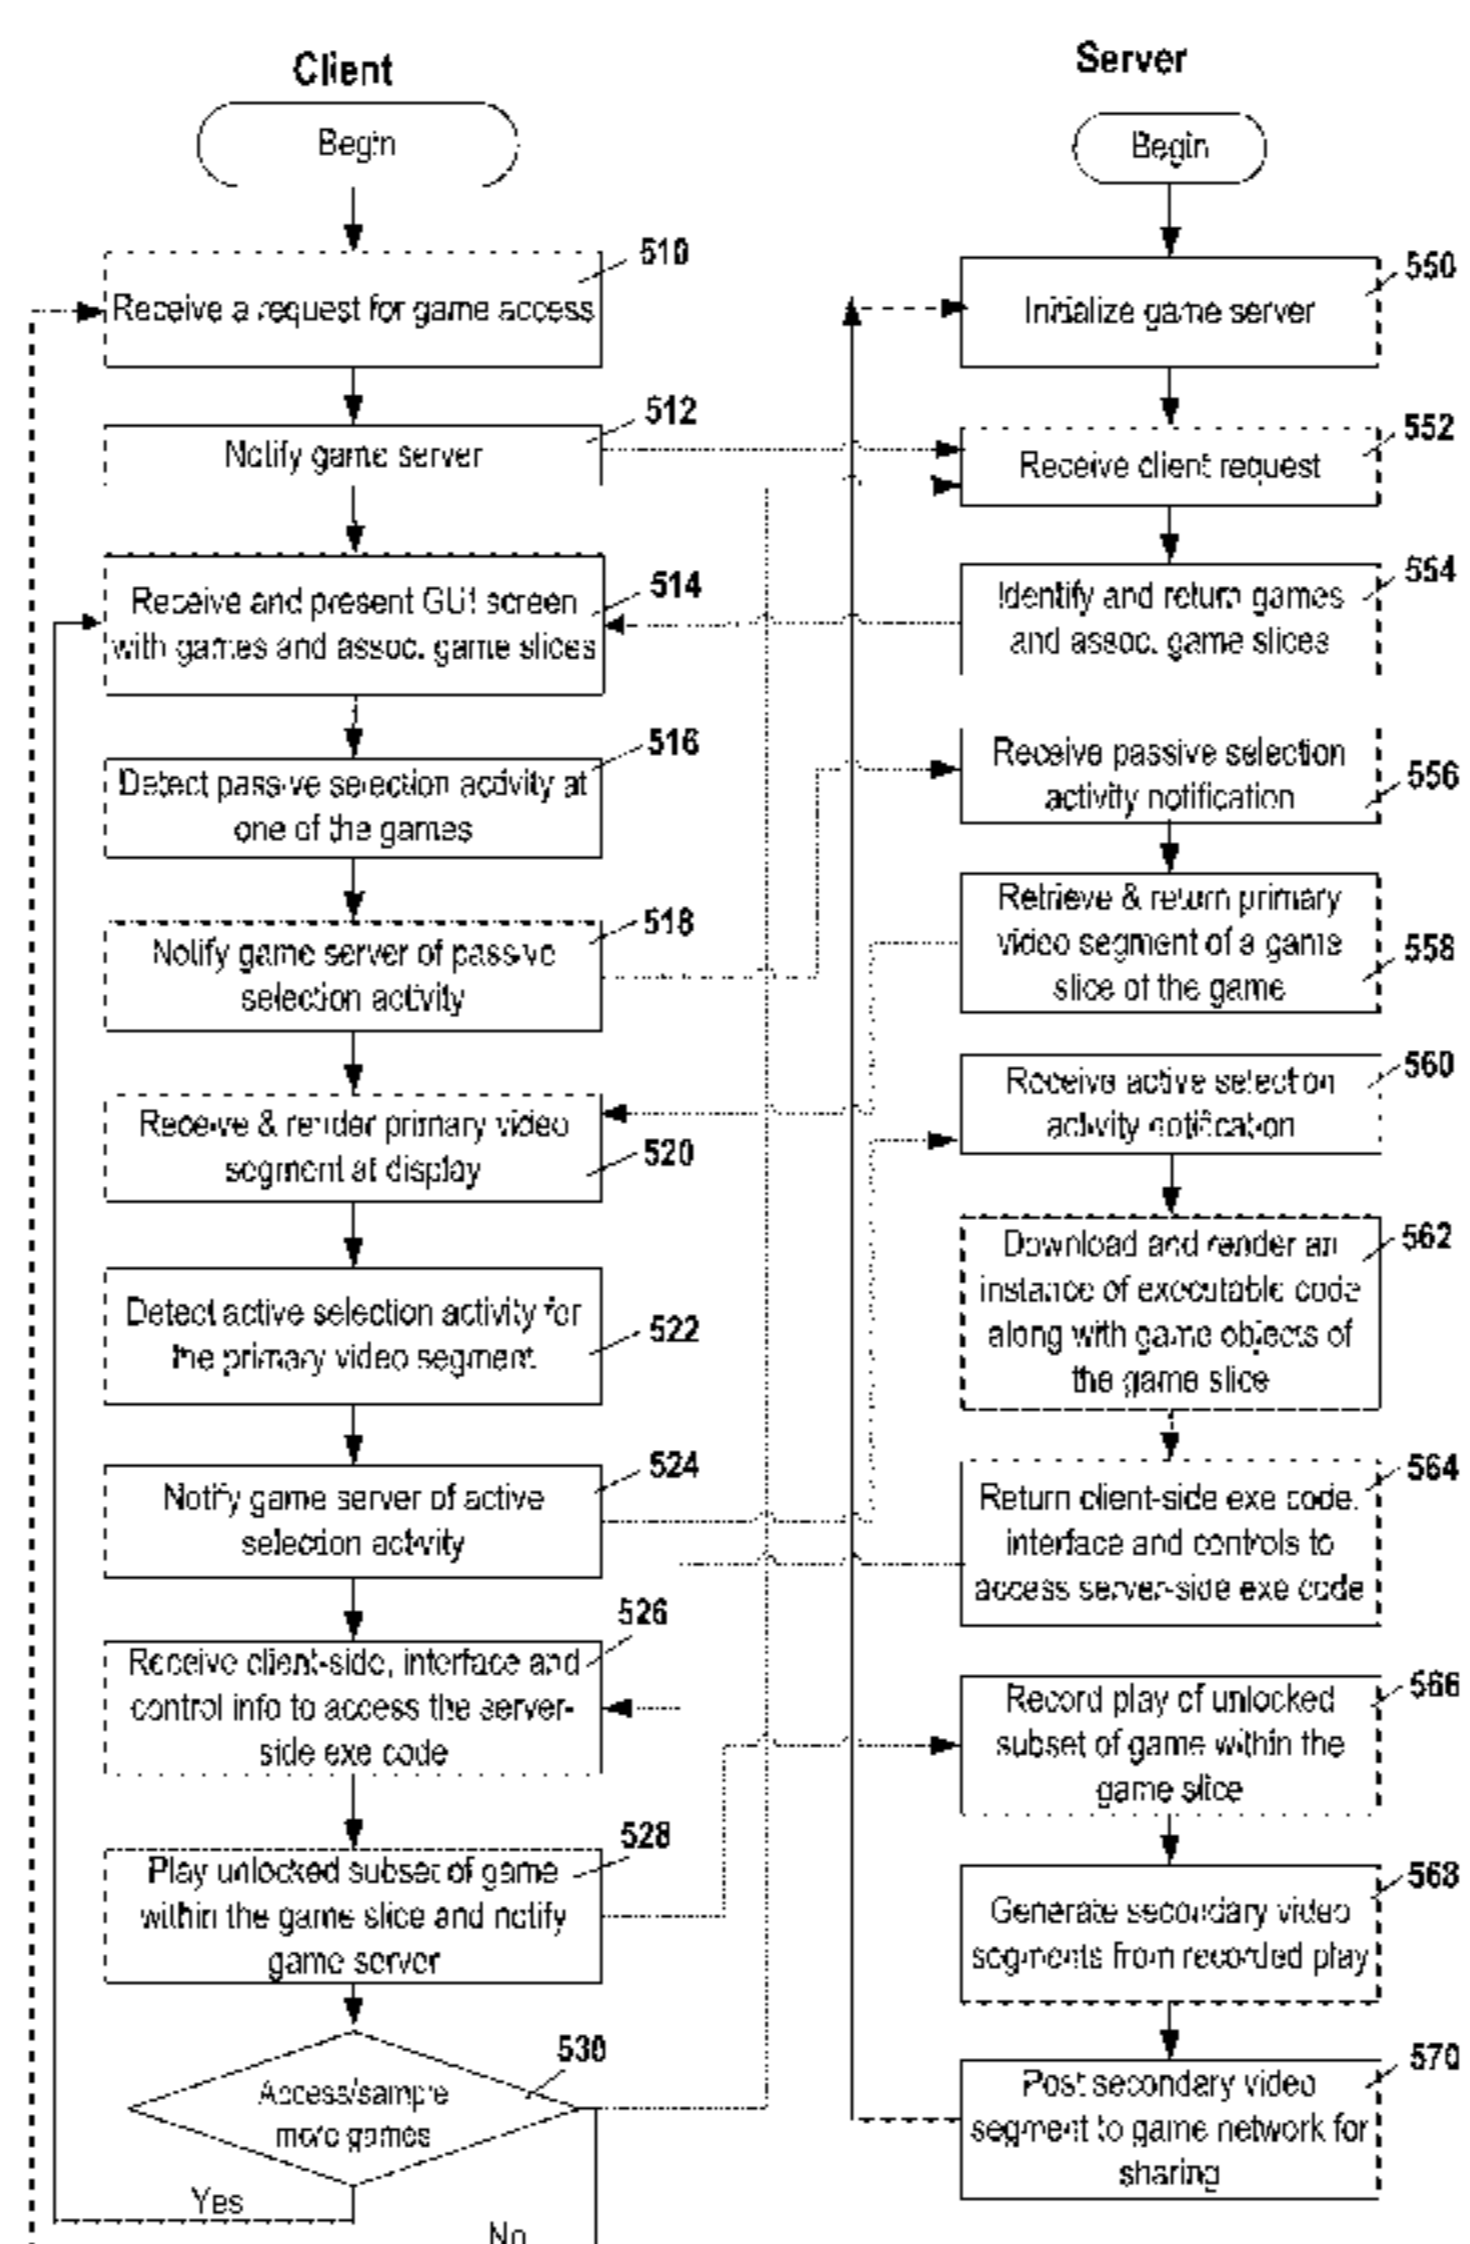 Client
Begin
510
Receive a request for game access
512
Notify game server
514
Receive and present GUI screen
with games and assoc. game slices
516
Detect passive selection activity at
one of the games
518
Notify game server of passive
selection activity
Receive & render primary video
segment at display
520
Detect active selection activity for
the primary video segment.
522
524
Notify game server of active
selection activity
526
Receive client-side, interface and
control info to access the server-
side exe code
528
Play unlocked subset of game
within the game slice and notify
game server
530
Access/sample
more games
Yes
No
Server
Begin
550
Initialize game server
552
Receive client request
554
Identify and return games
and assoc. game slices
Receive passive selection
activity notification
556
Retrieve & return primary
video segment of a game
slice of the game
558
560
Receive active selection
activity notification
562
Download and render an
instance of executable code
along with game objects of
the game slice
564
Return client-side exe code,
interface and controls to
access server-side exe code
566
Record play of unlocked
subset of game within the
game slice
568
Generate secondary video
segments from recorded play
570
Post secondary video
segment to game network for
sharing